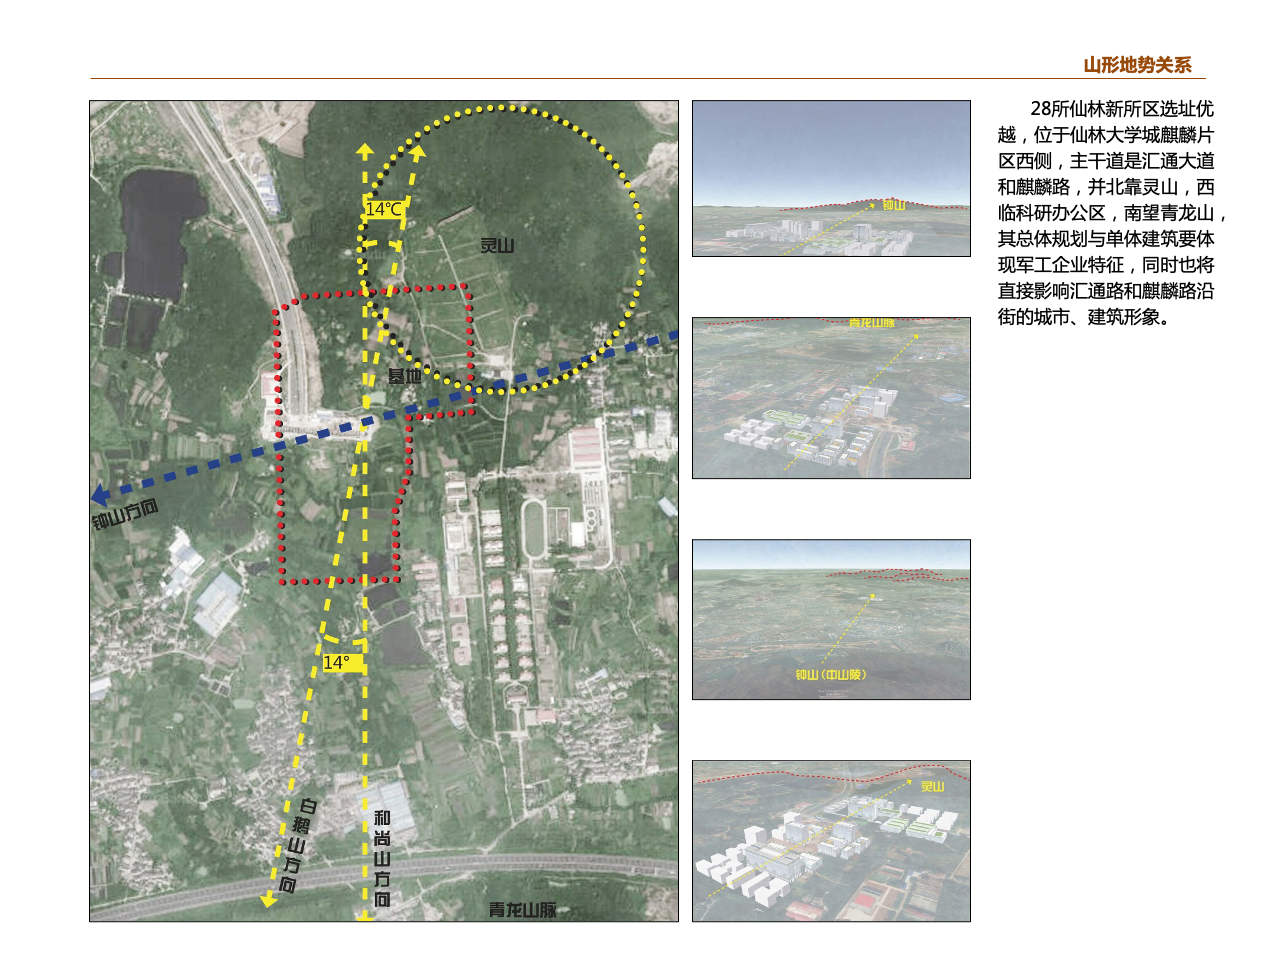 山形地势关系
28所仙林新所区选址优
越，位于仙林大学城麒麟片
区西侧，主干道是汇通大道
和麒麟路，并北靠灵山，西
临科研办公区，南望青龙山，
其总体规划与单体建筑要体
现军工企业特征，同时也将
直接影响汇通路和麒麟路沿
街的城市、建筑形象。
14℃
灵山
基地
钟山方向
14°
白鹅山方向
和尚山方向
青龙山脉
钟山
青龙山脉
钟山（中山陵）
灵山